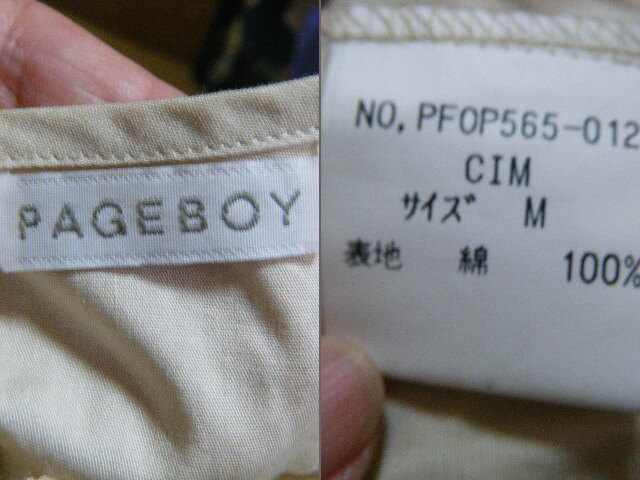 PAGEBOY
NO,PFOP565-012
CIM
ｻｲｽﾞ M
表地 綿 100%